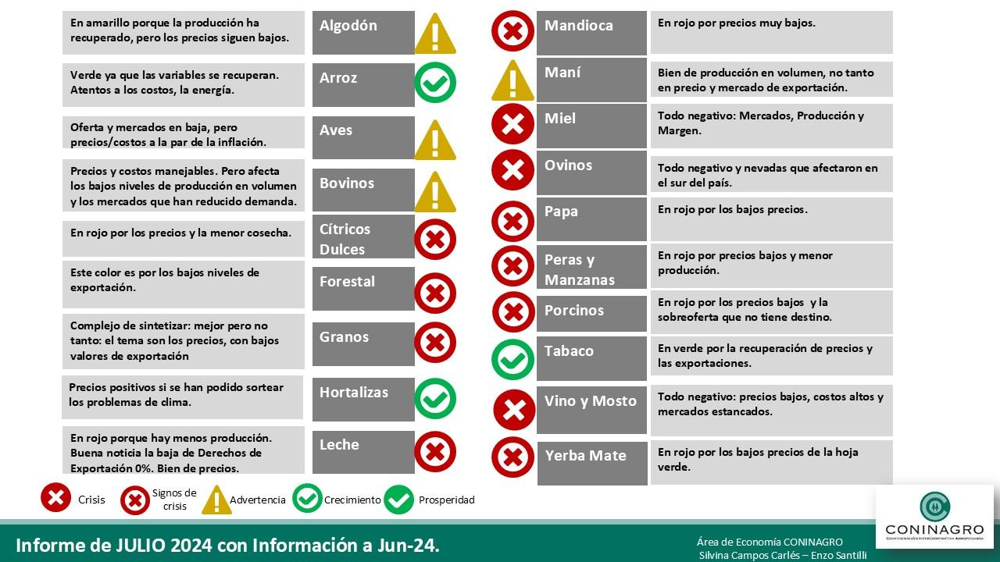 En amarillo porque la producción ha
recuperado, pero los precios siguen bajos.
Algodón
Verde ya que las variables se recuperan.
Atentos a los costos, la energía.
Arroz
Oferta y mercados en baja, pero
precios/costos a la par de la inflación.
Aves
Precios y costos manejables. Pero afecta
los bajos niveles de producción en volumen
y los mercados que han reducido demanda.
Bovinos
En rojo por los precios y la menor cosecha.
Cítricos
Dulces
Este color es por los bajos niveles de
exportación.
Forestal
Complejo de sintetizar: mejor pero no
tanto: el tema son los precios, con bajos
valores de exportación
Granos
Precios positivos si se han podido sortear
los problemas de clima.
Hortalizas
En rojo porque hay menos producción.
Buena noticia la baja de Derechos de
Exportación 0%. Bien de precios.
Leche
Mandioca
En rojo por precios muy bajos.
Maní
Bien de producción en volumen, no tanto
en precio y mercado de exportación.
Miel
Todo negativo: Mercados, Producción y
Margen.
Ovinos
Todo negativo y nevadas que afectaron en
el sur del país.
Papa
En rojo por los bajos precios.
Peras y
Manzanas
En rojo por precios bajos y menor
producción.
Porcinos
En rojo por los precios bajos y la
sobreoferta que no tiene destino.
Tabaco
En verde por la recuperación de precios y
las exportaciones.
Vino y Mosto
Todo negativo: precios bajos, costos altos y
mercados estancados.
Yerba Mate
En rojo por los bajos precios de la hoja
verde.
Crisis
Signos de
crisis
Advertencia
Crecimiento
Prosperidad
Informe de JULIO 2024 con Información a Jun-24.
Área de Economía CONINAGRO
Silvina Campos Carlés – Enzo Santilli
CONINAGRO
Confederación Intercooperativa Agropecuaria